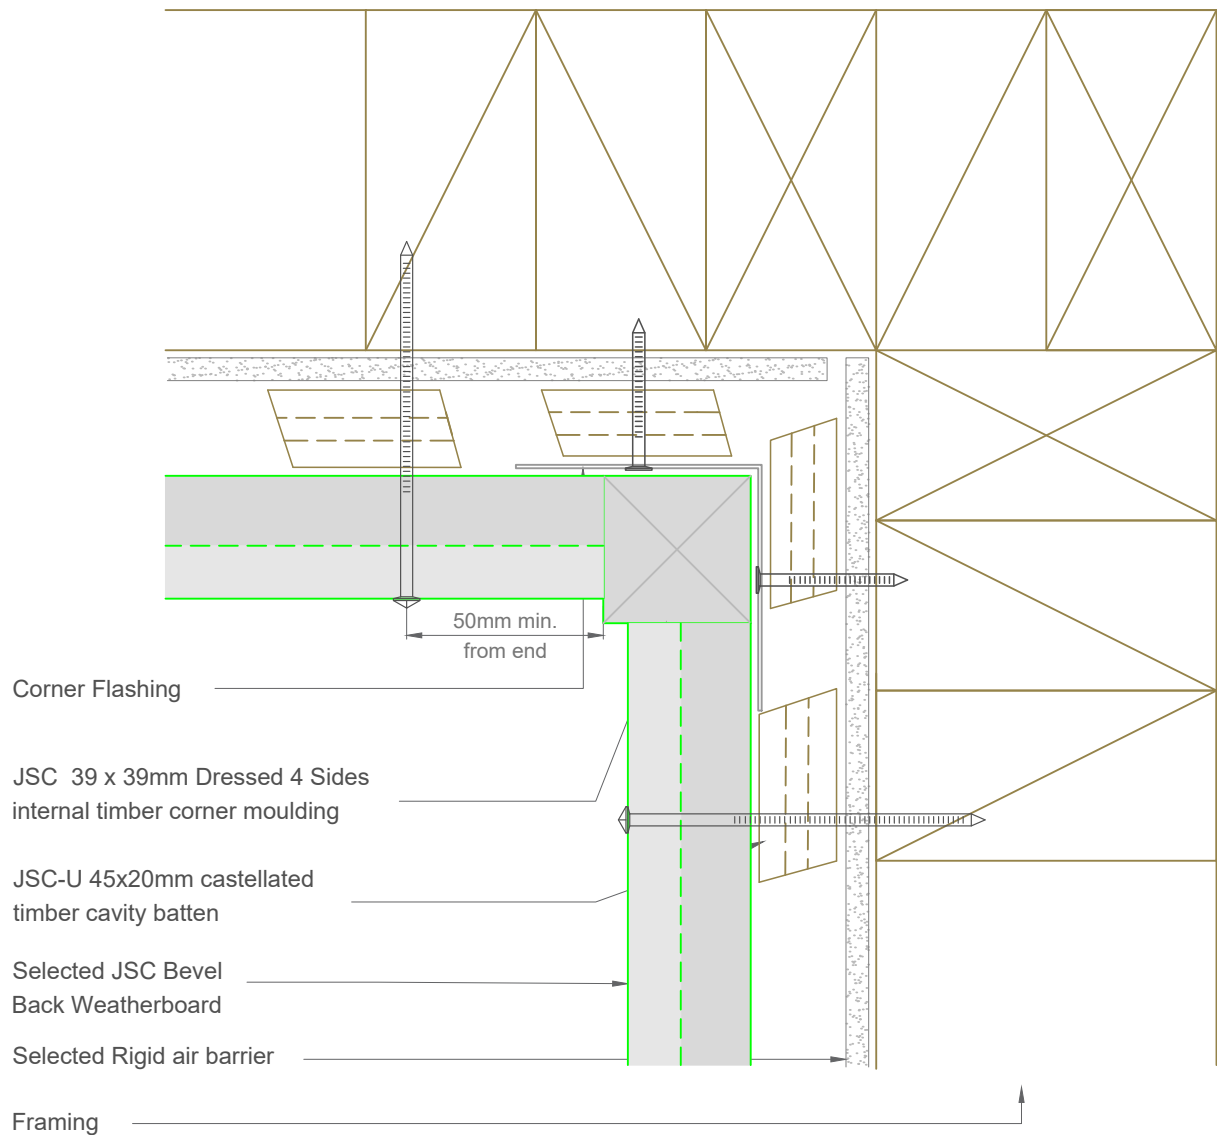 50mm min.
from end
Corner Flashing
JSC 39 x 39mm Dressed 4 Sides
internal timber corner moulding
JSC-U 45x20mm castellated
timber cavity batten
Selected JSC Bevel
Back Weatherboard
Selected Rigid air barrier
Framing